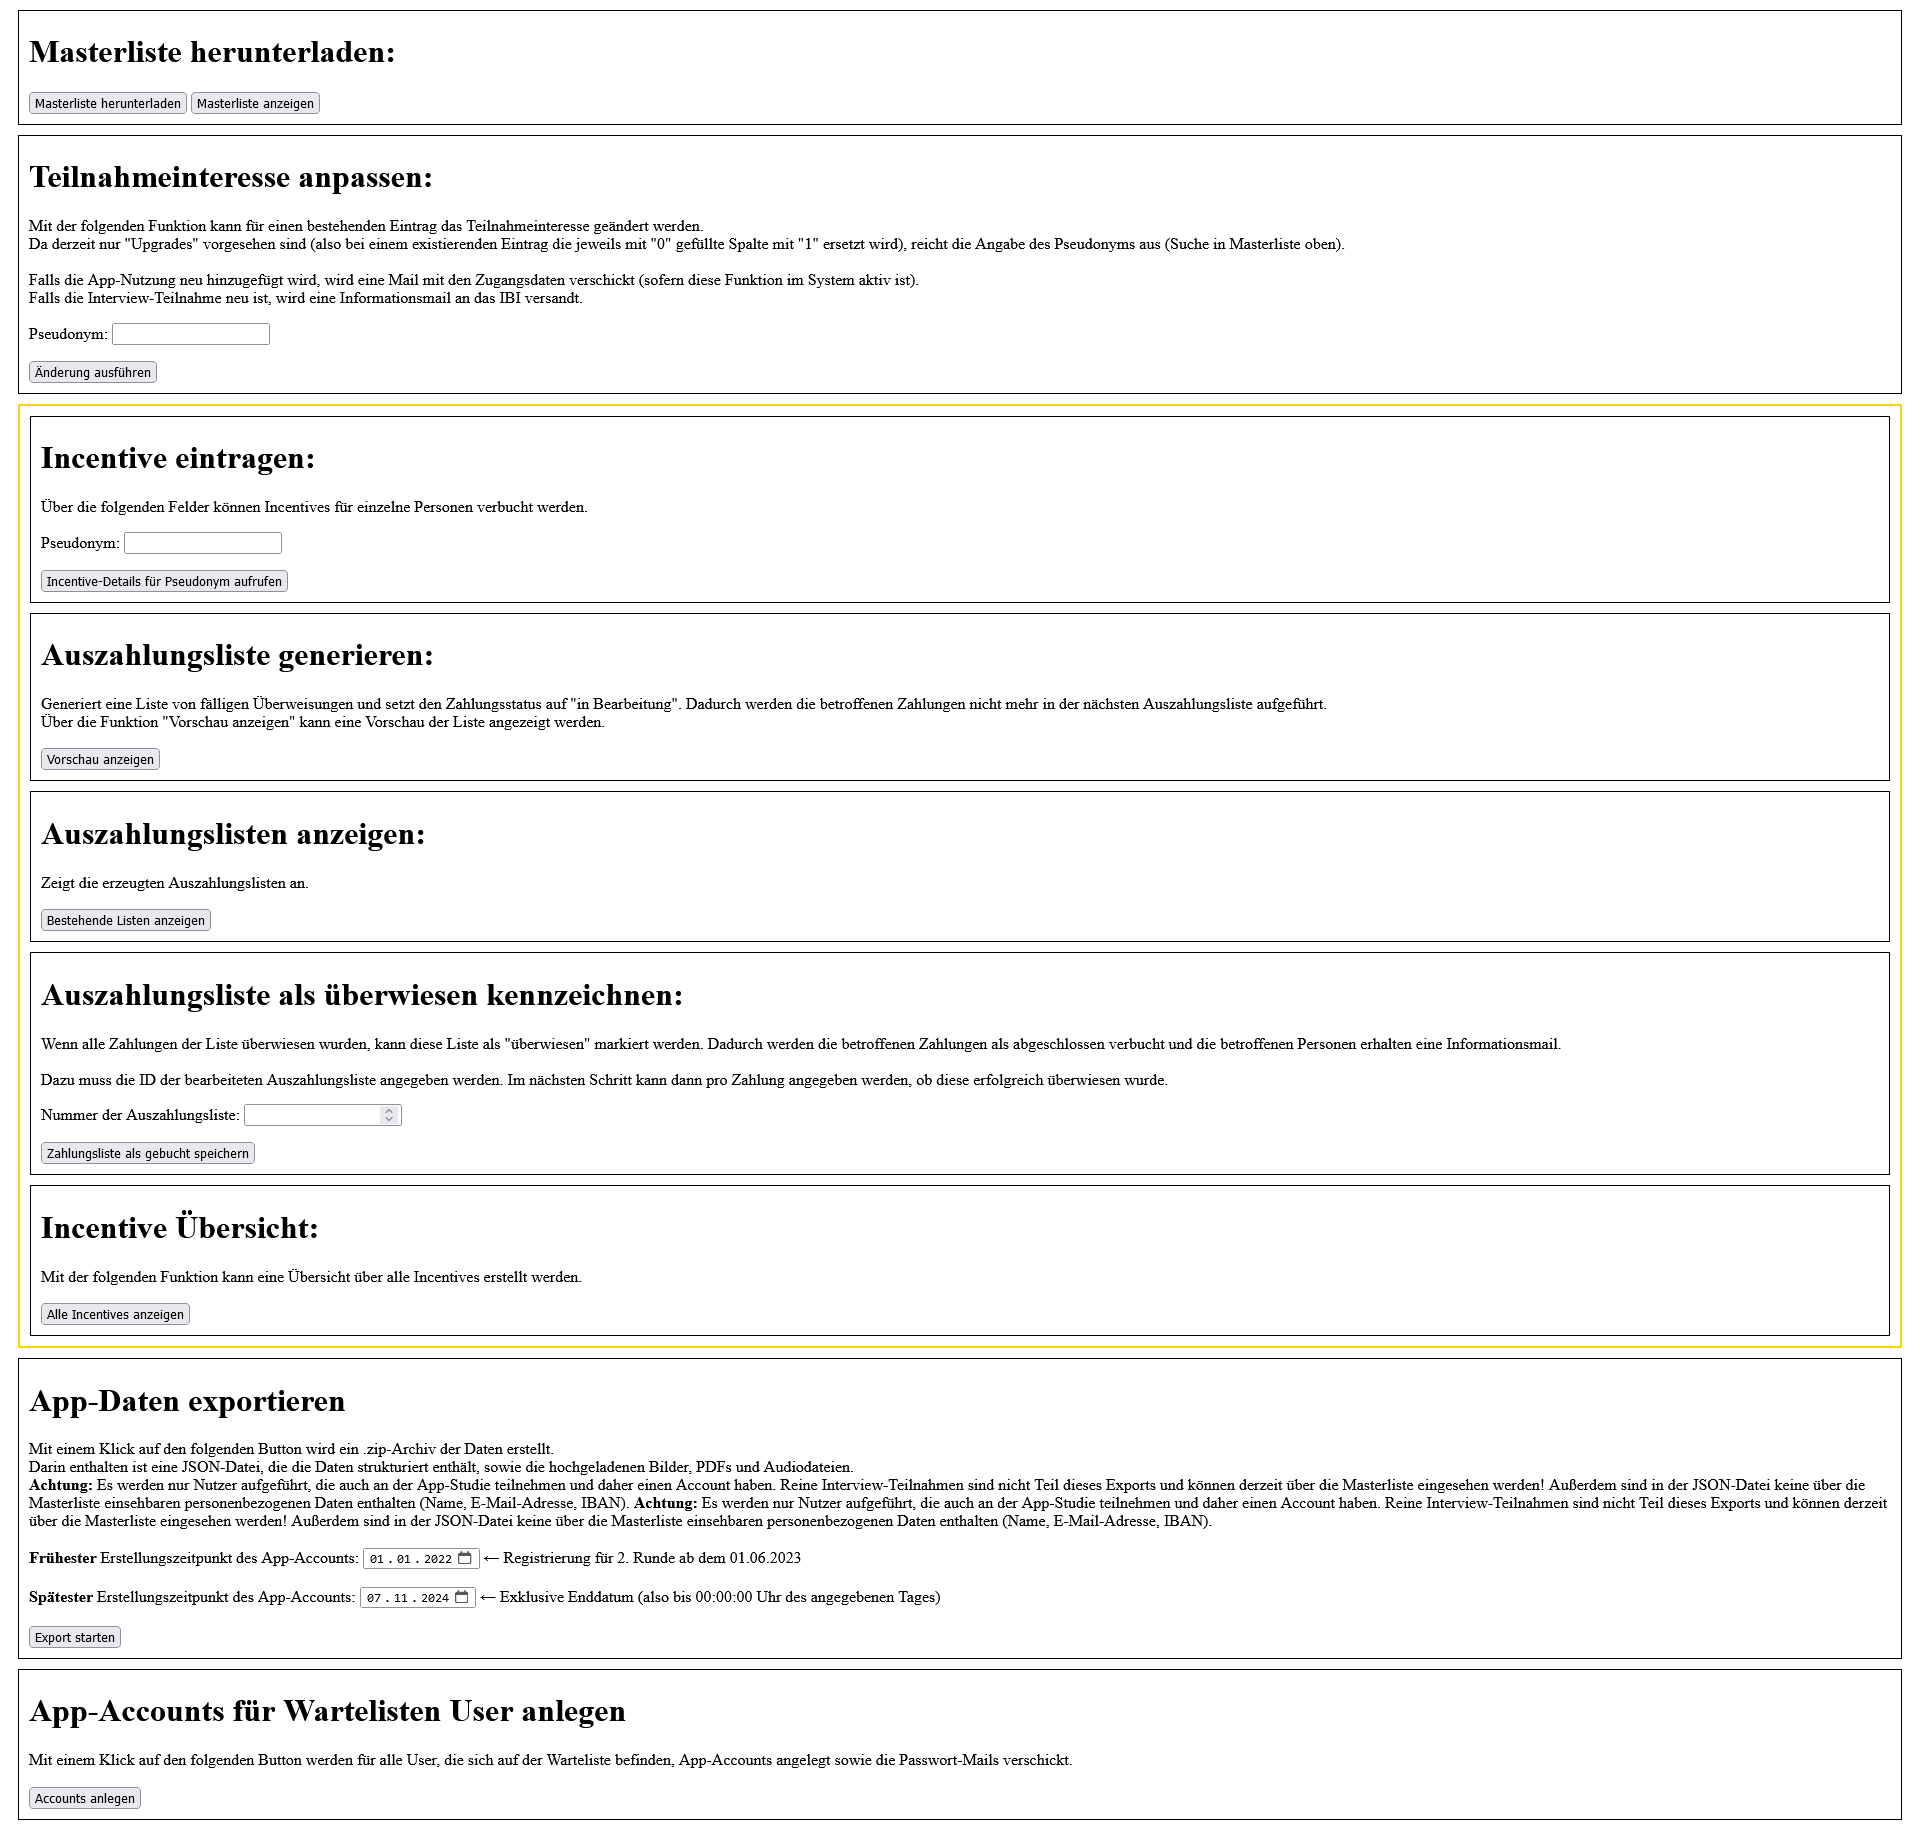 Masterliste herunterladen:
Masterliste herunterladen Masterliste anzeigen
Teilnahmeinteresse anpassen:
Mit der folgenden Funktion kann für einen bestehenden Eintrag das Teilnahmeinteresse geändert werden.
Da derzeit nur "Upgrades" vorgesehen sind (also bei einem existierenden Eintrag die jeweils mit "0" gefüllte Spalte mit "1" ersetzt wird), reicht die Angabe des Pseudonyms aus (Suche in Masterliste oben).
Falls die App-Nutzung neu hinzugefügt wird, wird eine Mail mit den Zugangsdaten verschickt (sofern diese Funktion im System aktiv ist).
Falls die Interview-Teilnahme neu ist, wird eine Informationsmail an das IBI versandt.
Pseudonym:
Änderung ausführen
Incentive eintragen:
Über die folgenden Felder können Incentives für einzelne Personen verbucht werden.
Pseudonym:
Incentive-Details für Pseudonym aufrufen
Auszahlungsliste generieren:
Generiert eine Liste von fälligen Überweisungen und setzt den Zahlungsstatus auf "in Bearbeitung". Dadurch werden die betroffenen Zahlungen nicht mehr in der nächsten Auszahlungsliste aufgeführt.
Über die Funktion "Vorschau anzeigen" kann eine Vorschau der Liste angezeigt werden.
Vorschau anzeigen
Auszahlungslisten anzeigen:
Zeigt die erzeugten Auszahlungslisten an.
Bestehende Listen anzeigen
Auszahlungsliste als überwiesen kennzeichnen:
Wenn alle Zahlungen der Liste überwiesen wurden, kann diese Liste als "überwiesen" markiert werden. Dadurch werden die betroffenen Zahlungen als abgeschlossen verbucht und die betroffenen Personen erhalten eine Informationsmail.
Dazu muss die ID der bearbeiteten Auszahlungsliste angegeben werden. Im nächsten Schritt kann dann pro Zahlung angegeben werden, ob diese erfolgreich überwiesen wurde.
Nummer der Auszahlungsliste:
Zahlungsliste als gebucht speichern
Incentive Übersicht:
Mit der folgenden Funktion kann eine Übersicht über alle Incentives erstellt werden.
Alle Incentives anzeigen
App-Daten exportieren
Mit einem Klick auf den folgenden Button wird ein .zip-Archiv der Daten erstellt.
Darin enthalten ist eine JSON-Datei, die die Daten strukturiert enthält, sowie die hochgeladenen Bilder, PDFs und Audiodateien.
Achtung: Es werden nur Nutzer aufgeführt, die auch an der App-Studie teilnehmen und daher einen Account haben. Reine Interview-Teilnahmen sind nicht Teil dieses Exports und können derzeit über die Masterliste eingesehen werden! Außerdem sind in der JSON-Datei keine über die
Masterliste einsehbaren personenbezogenen Daten enthalten (Name, E-Mail-Adresse, IBAN). Achtung: Es werden nur Nutzer aufgeführt, die auch an der App-Studie teilnehmen und daher einen Account haben. Reine Interview-Teilnahmen sind nicht Teil dieses Exports und können derzeit
über die Masterliste eingesehen werden! Außerdem sind in der JSON-Datei keine über die Masterliste einsehbaren personenbezogenen Daten enthalten (Name, E-Mail-Adresse, IBAN).
Frühester Erstellungszeitpunkt des App-Accounts: 01.01.2022 ← Registrierung für 2. Runde ab dem 01.06.2023
Spätester Erstellungszeitpunkt des App-Accounts: 07.11.2024 ← Exklusive Enddatum (also bis 00:00:00 Uhr des angegebenen Tages)
Export starten
App-Accounts für Wartelisten User anlegen
Mit einem Klick auf den folgenden Button werden für alle User, die sich auf der Warteliste befinden, App-Accounts angelegt sowie die Passwort-Mails verschickt.
Accounts anlegen